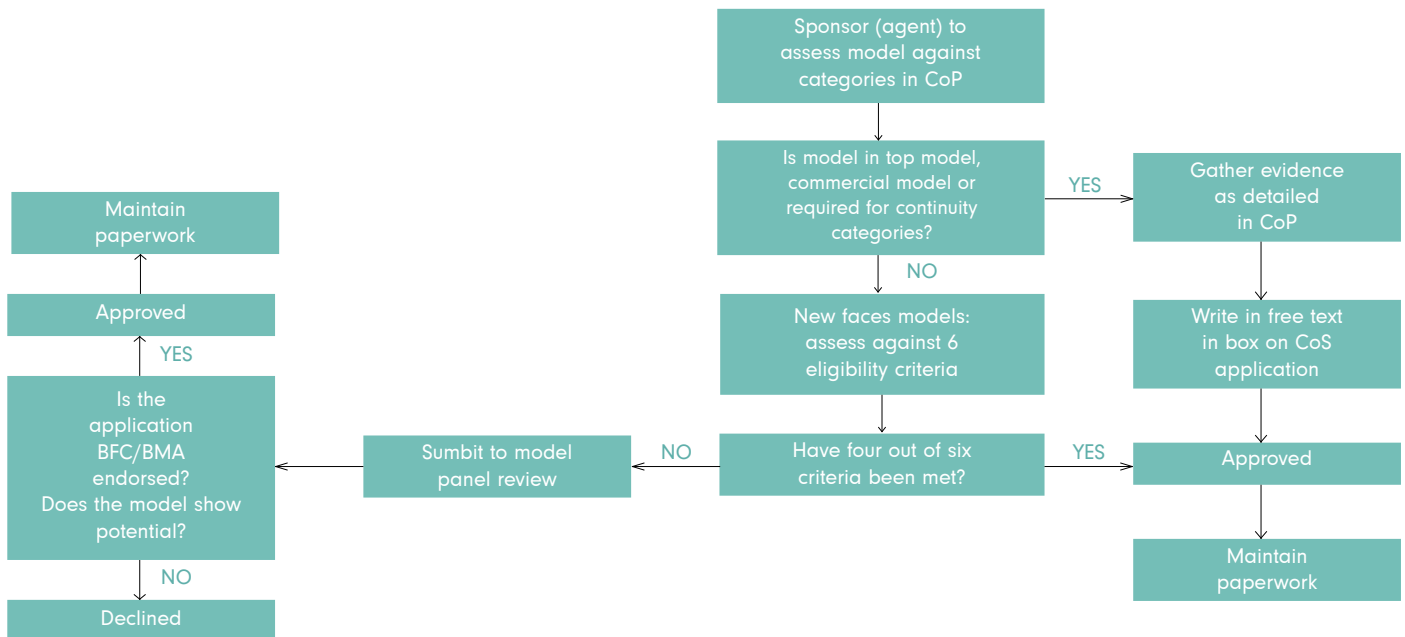 Sponsor (agent) to
assess model against
categories in CoP
Is model in top model,
commercial model or
required for continuity
categories?
YES
Gather evidence
as detailed
in CoP
NO
New faces models:
assess against 6
eligibility criteria
Write in free text
in box on CoS
application
Have four out of six
criteria been met?
YES
Approved
Maintain
paperwork
NO
Sumbit to model
panel review
Is the
application
BFC/BMA
endorsed?
Does the model show
potential?
YES
Approved
Maintain
paperwork
NO
Declined